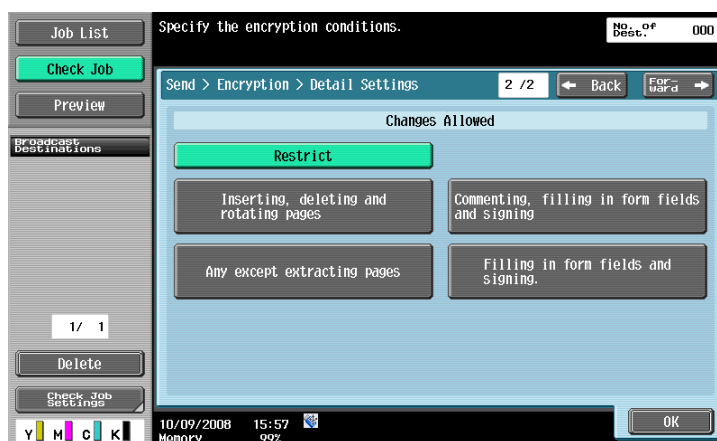 Job List
Check Job
Preview
Broadcast
Destinations
1/ 1
Delete
Check Job
Settings
Y M C K
Specify the encryption conditions.
No. of
Dest. 000
Send > Encryption > Detail Settings
2 /2
← Back
For-
ward →
Changes Allowed
Restrict
Inserting, deleting and
rotating pages
Commenting, filling in form fields
and signing
Any except extracting pages
Filling in form fields and
signing.
10/09/2008 15:57
Memory 99%
OK